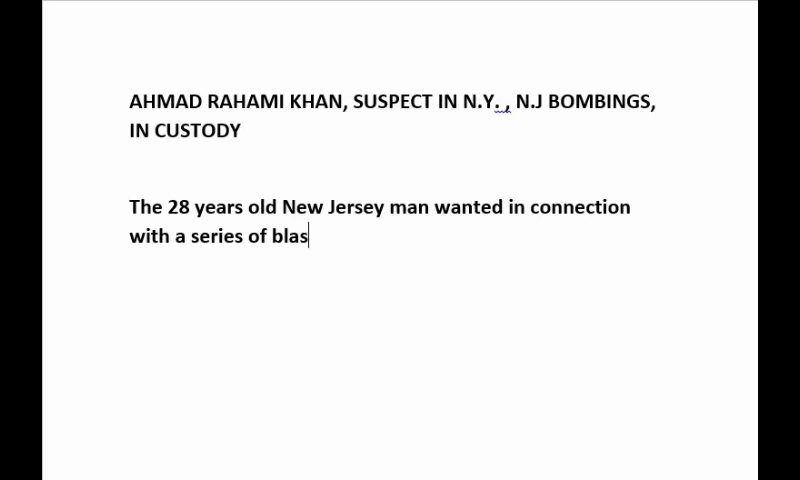 AHMAD RAHAMI KHAN, SUSPECT IN N.Y. , N.J BOMBINGS,
IN CUSTODY
The 28 years old New Jersey man wanted in connection
with a series of blas